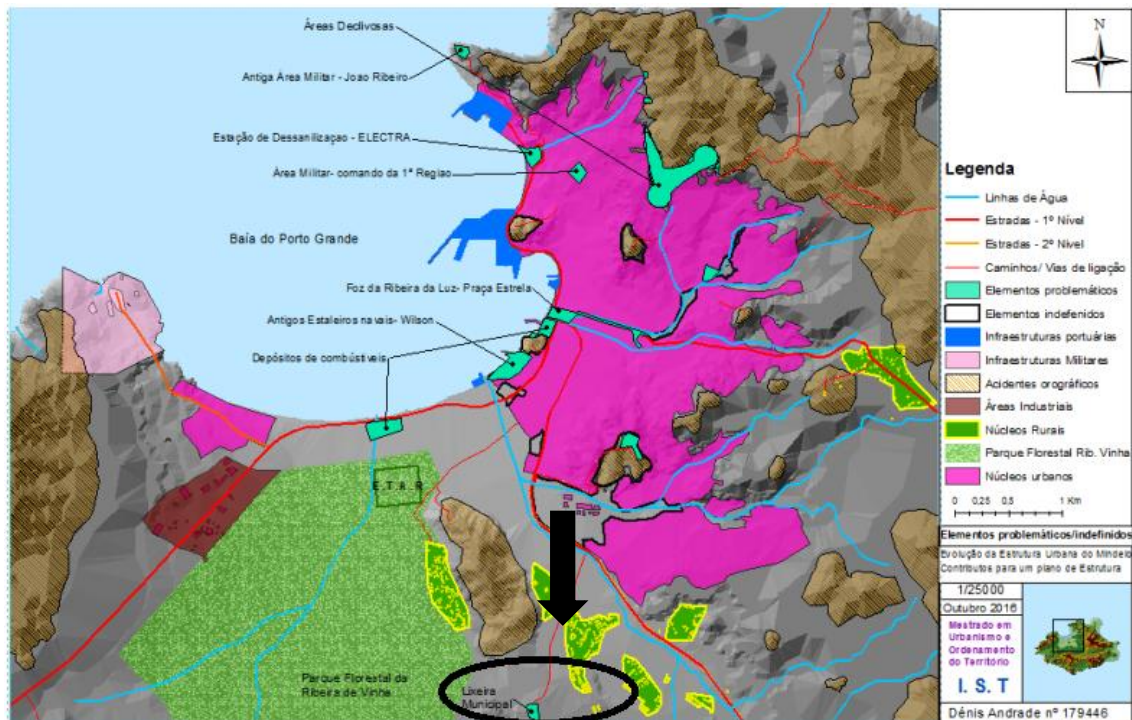 Áreas Declivosas
Antiga Área Militar - Joao Ribeiro
Estação de Dessanilizaçao - ELECTRA
Área Militar- comando da 1ª Regiao
Baía do Porto Grande
Foz da Ribeira da Luz- Praça Estrela
Antigos Estaleiros navais- Wilson
Depósitos de combústiveis
E.T.A.R
Parque Florestal da
Ribeira de Vinha
Lixeira
Municipal
N
Legenda
Linhas de Água
Estradas - 1º Nível
Estradas - 2º Nível
Caminhos/ Vias de ligação
Elementos problemáticos
Elementos indefenidos
Infraestruturas portuárias
Infraestruturas Militares
Acidentes orográficos
Áreas Industriais
Núcleos Rurais
Parque Florestal Rib. Vinha
Núcleos urbanos
0 0,25 0,5 1 Km
Elementos problemáticos/indefinidos
Evolução da Estrutura Urbana do Mindelo
Contributos para um plano de Estrutura
1/25000
Outubro 2016
Mestrado em
Urbanismo e
Ordenamento
do Território
I. S. T
Dénis Andrade nº 179446